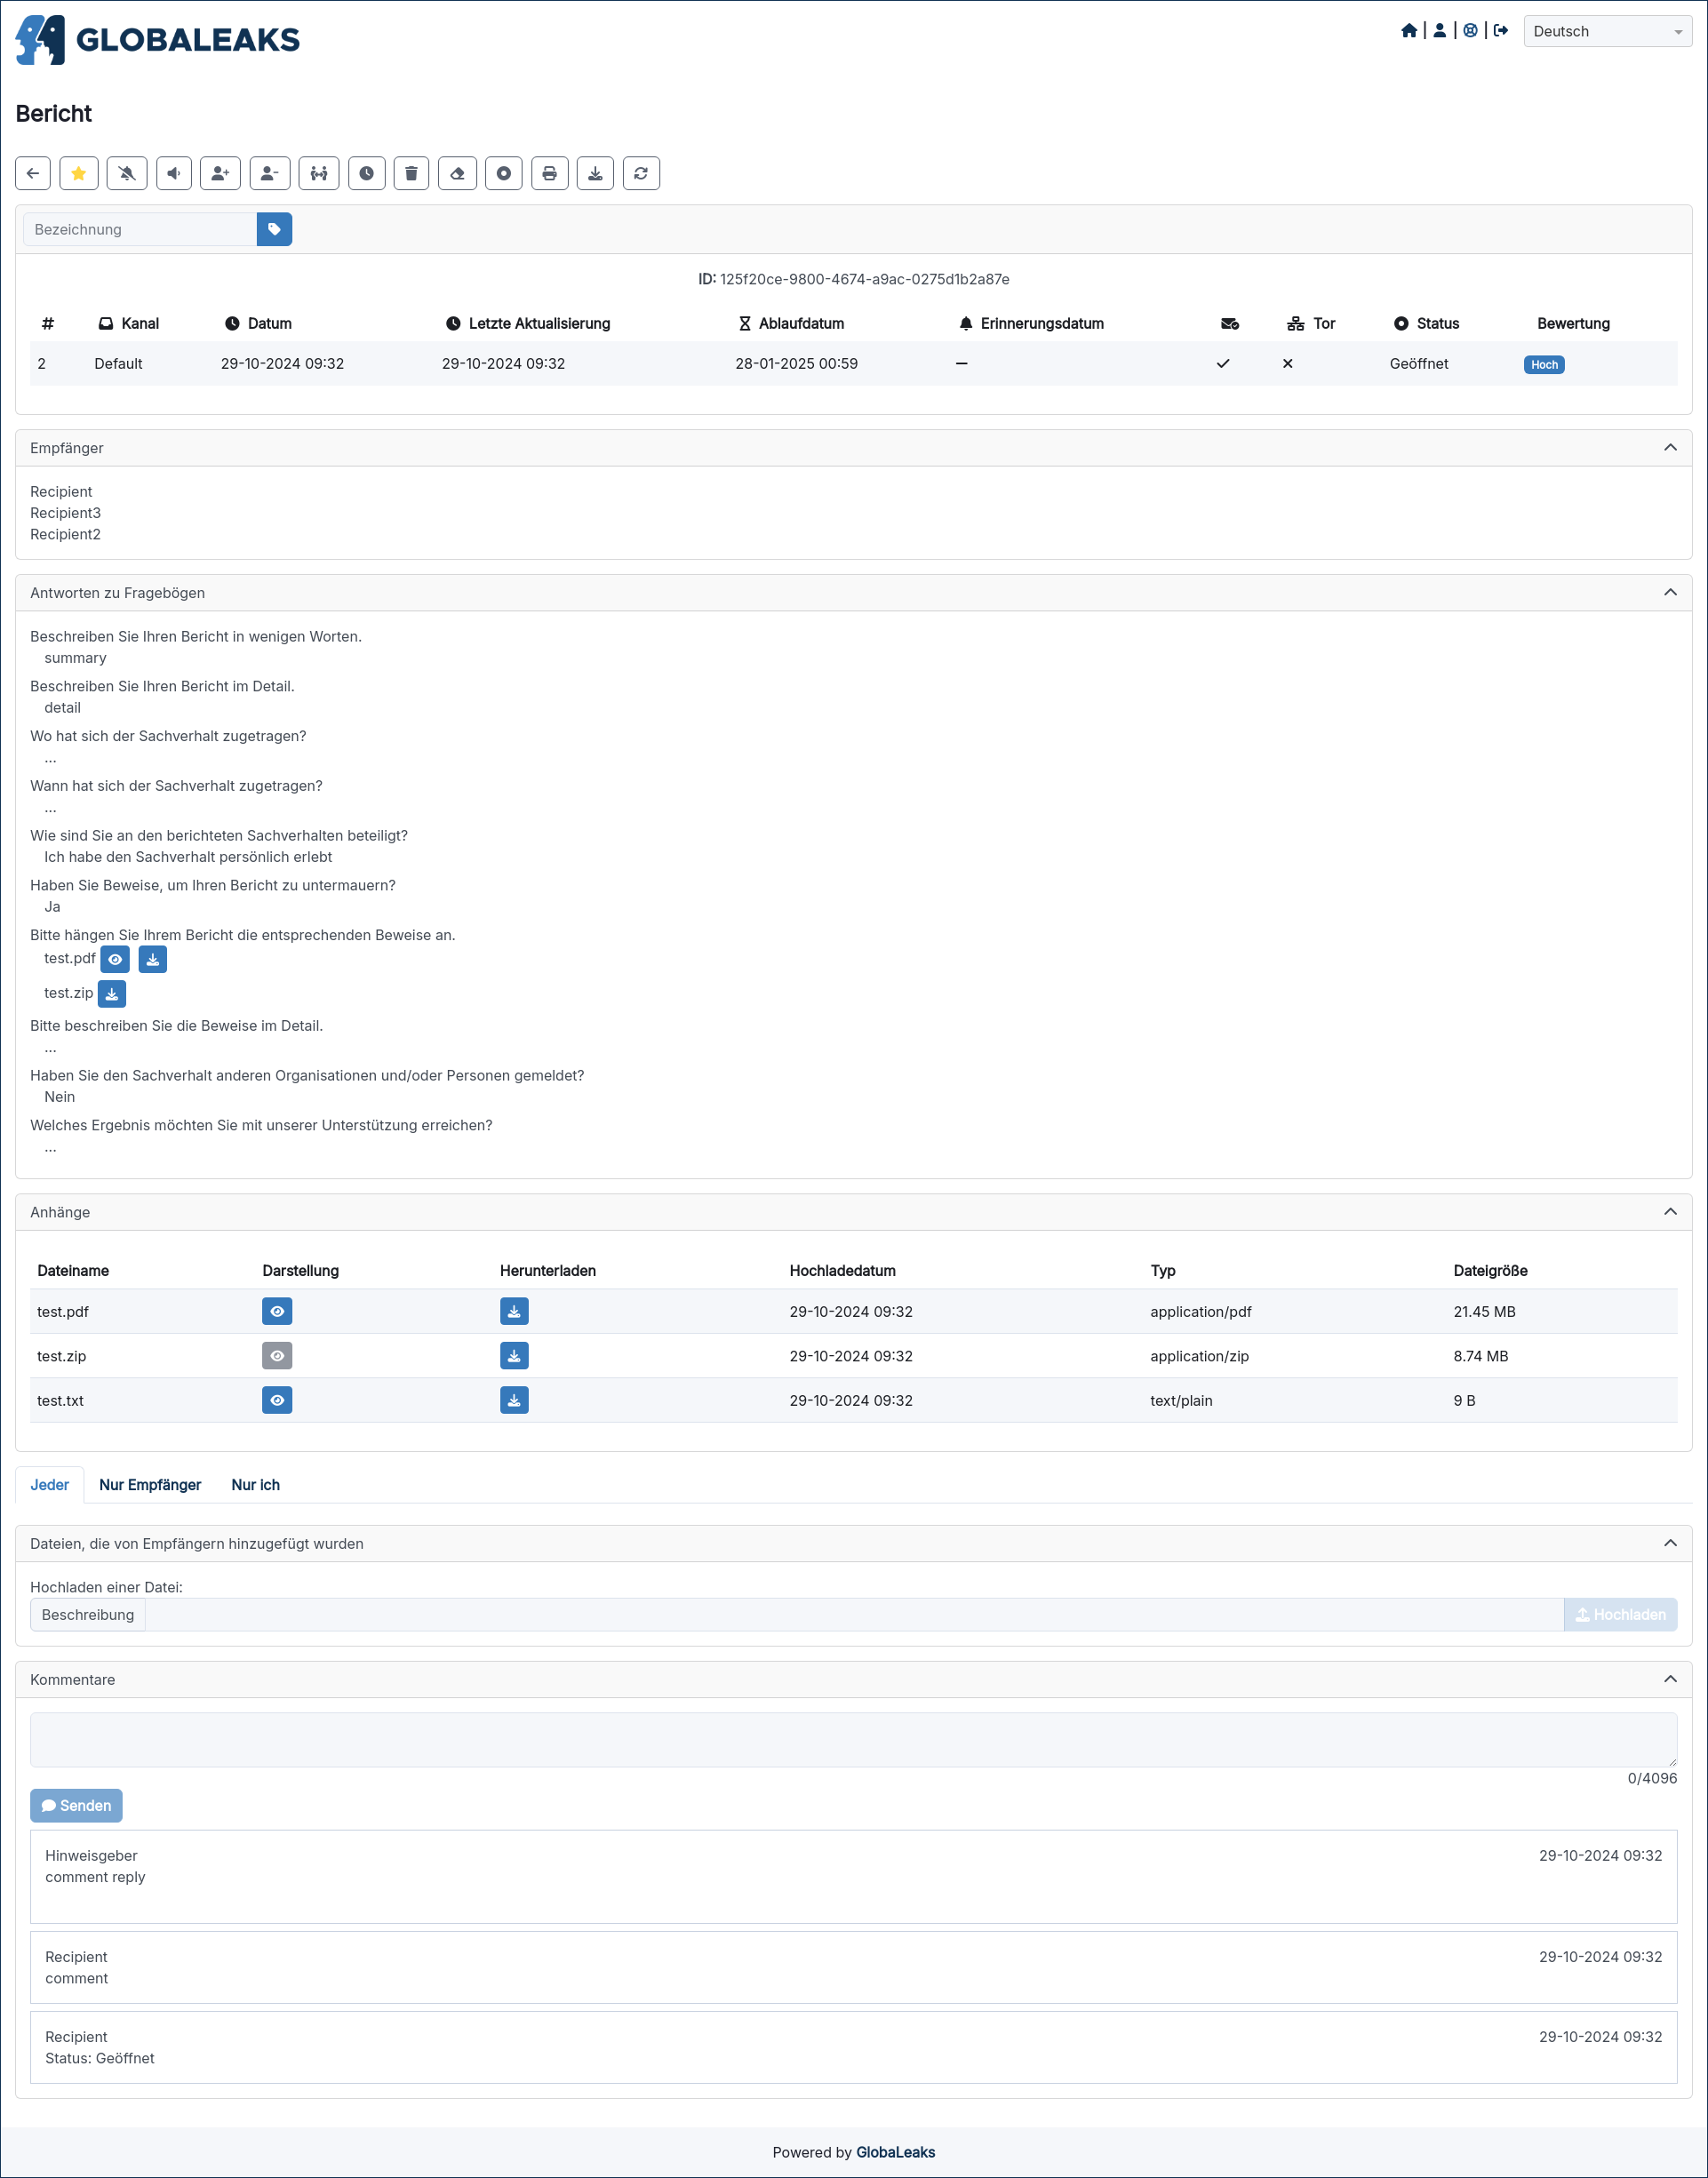 GLOBALEAKS
Deutsch
Bericht
Bezeichnung
ID: 125f20ce-9800-4674-a9ac-0275d1b2a87e
# Kanal Datum Letzte Aktualisierung Ablaufdatum Erinnerungsdatum Tor Status Bewertung
2 Default 29-10-2024 09:32 29-10-2024 09:32 28-01-2025 00:59 — Geöffnet Hoch
Empfänger
Recipient
Recipient3
Recipient2
Antworten zu Fragebögen
Beschreiben Sie Ihren Bericht in wenigen Worten.
summary
Beschreiben Sie Ihren Bericht im Detail.
detail
Wo hat sich der Sachverhalt zugetragen?
...
Wann hat sich der Sachverhalt zugetragen?
...
Wie sind Sie an den berichteten Sachverhalten beteiligt?
Ich habe den Sachverhalt persönlich erlebt
Haben Sie Beweise, um Ihren Bericht zu untermauern?
Ja
Bitte hängen Sie Ihrem Bericht die entsprechenden Beweise an.
test.pdf
test.zip
Bitte beschreiben Sie die Beweise im Detail.
...
Haben Sie den Sachverhalt anderen Organisationen und/oder Personen gemeldet?
Nein
Welches Ergebnis möchten Sie mit unserer Unterstützung erreichen?
...
Anhänge
Dateiname Darstellung Herunterladen Hochladedatum Typ Dateigröße
test.pdf 29-10-2024 09:32 application/pdf 21.45 MB
test.zip 29-10-2024 09:32 application/zip 8.74 MB
test.txt 29-10-2024 09:32 text/plain 9 B
Jeder Nur Empfänger Nur ich
Dateien, die von Empfängern hinzugefügt wurden
Hochladen einer Datei:
Beschreibung Hochladen
Kommentare
0/4096
Senden
Hinweisgeber 29-10-2024 09:32
comment reply
Recipient 29-10-2024 09:32
comment
Recipient 29-10-2024 09:32
Status: Geöffnet
Powered by GlobaLeaks